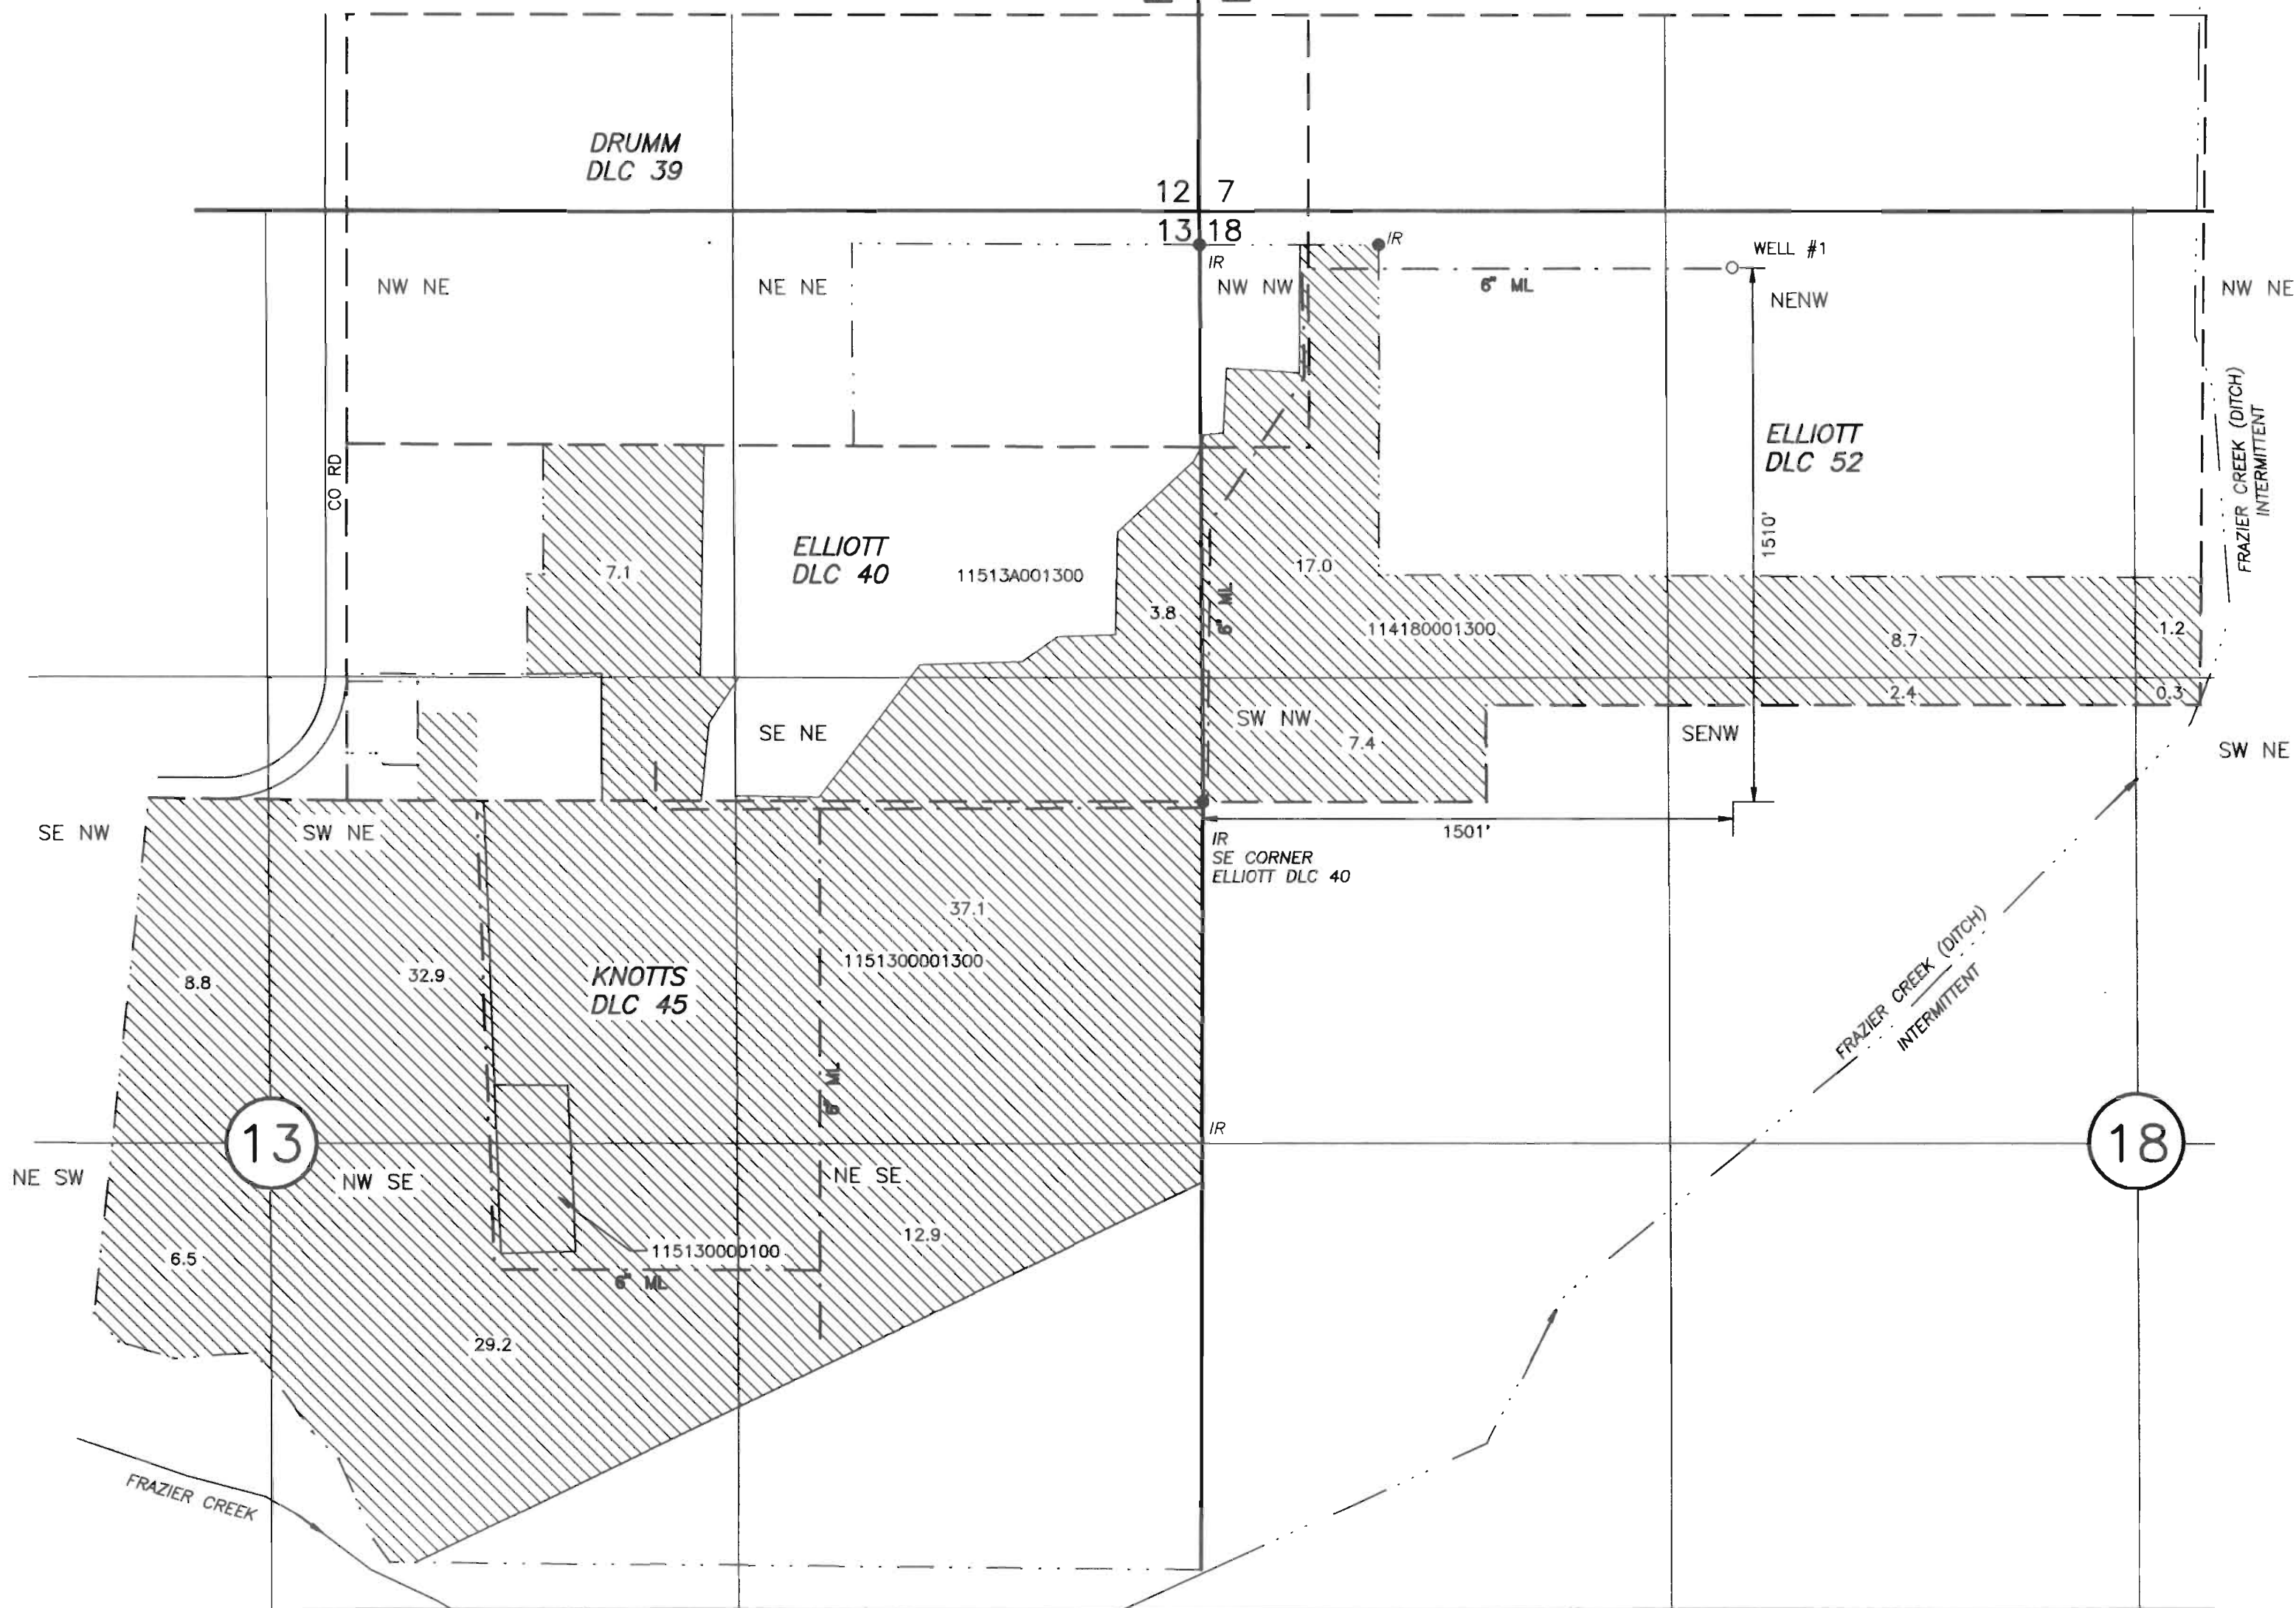 DRUMM
DLC 39
12 7
13 18
IR
IR
WELL #1
NW NE
NE NE
NW NW
6" ML
NENW
NW NE
FRAZIER CREEK (DITCH)
INTERMITTENT
CO RD
ELLIOTT
DLC 52
1510'
ELLIOTT
DLC 40
11513A001300
7.1
17.0
3.8
6" ML
114180001300
8.7
1.2
2.4
0.3
SE NE
SW NW
7.4
SENW
SW NE
SE NW
SW NE
1501'
IR
SE CORNER
ELLIOTT DLC 40
37.1
1151300001300
8.8
32.9
KNOTTS
DLC 45
FRAZIER CREEK (DITCH)
INTERMITTENT
6" ML
IR
13
18
NE SW
NW SE
NE SE
12.9
6.5
115130000100
6" ML
29.2
FRAZIER CREEK